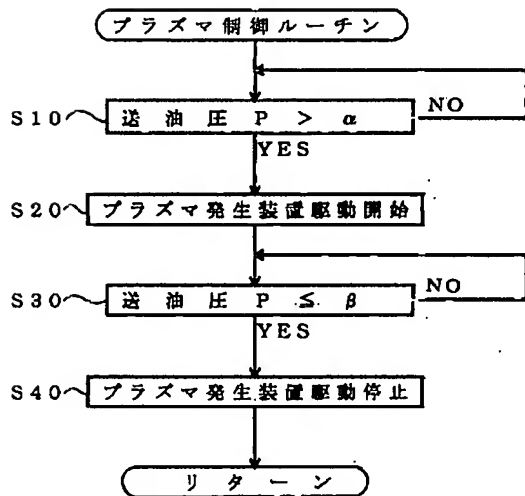 プラズマ制御ルーチン
S10 送油圧P > α NO
YES
S20 プラズマ発生装置駆動開始
S30 送油圧P ≦ β NO
YES
S40 プラズマ発生装置駆動停止
リターン